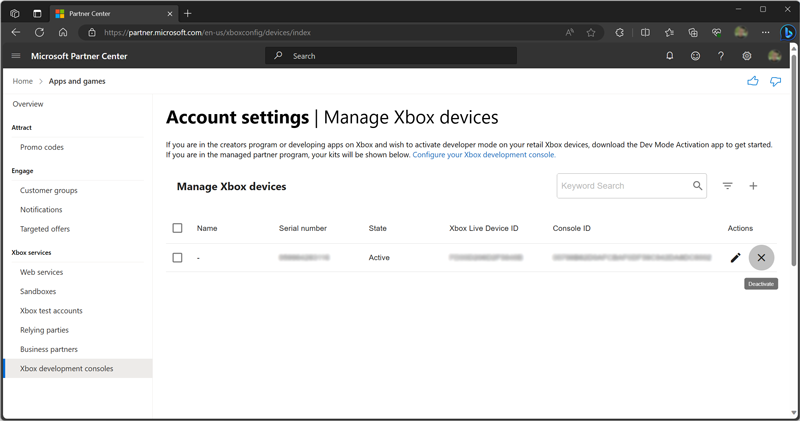 Partner Center
https://partner.microsoft.com/en-us/xboxconfig/devices/index
Microsoft Partner Center
Search
Home > Apps and games
Overview
Attract
Promo codes
Engage
Customer groups
Notifications
Targeted offers
Xbox services
Web services
Sandboxes
Xbox test accounts
Relying parties
Business partners
Xbox development consoles
Account settings | Manage Xbox devices
If you are in the creators program or developing apps on Xbox and wish to activate developer mode on your retail Xbox devices, download the Dev Mode Activation app to get started.
If you are in the managed partner program, your kits will be shown below. Configure your Xbox development console.
Manage Xbox devices
Keyword Search
Name Serial number State Xbox Live Device ID Console ID Actions
- Active
Deactivate